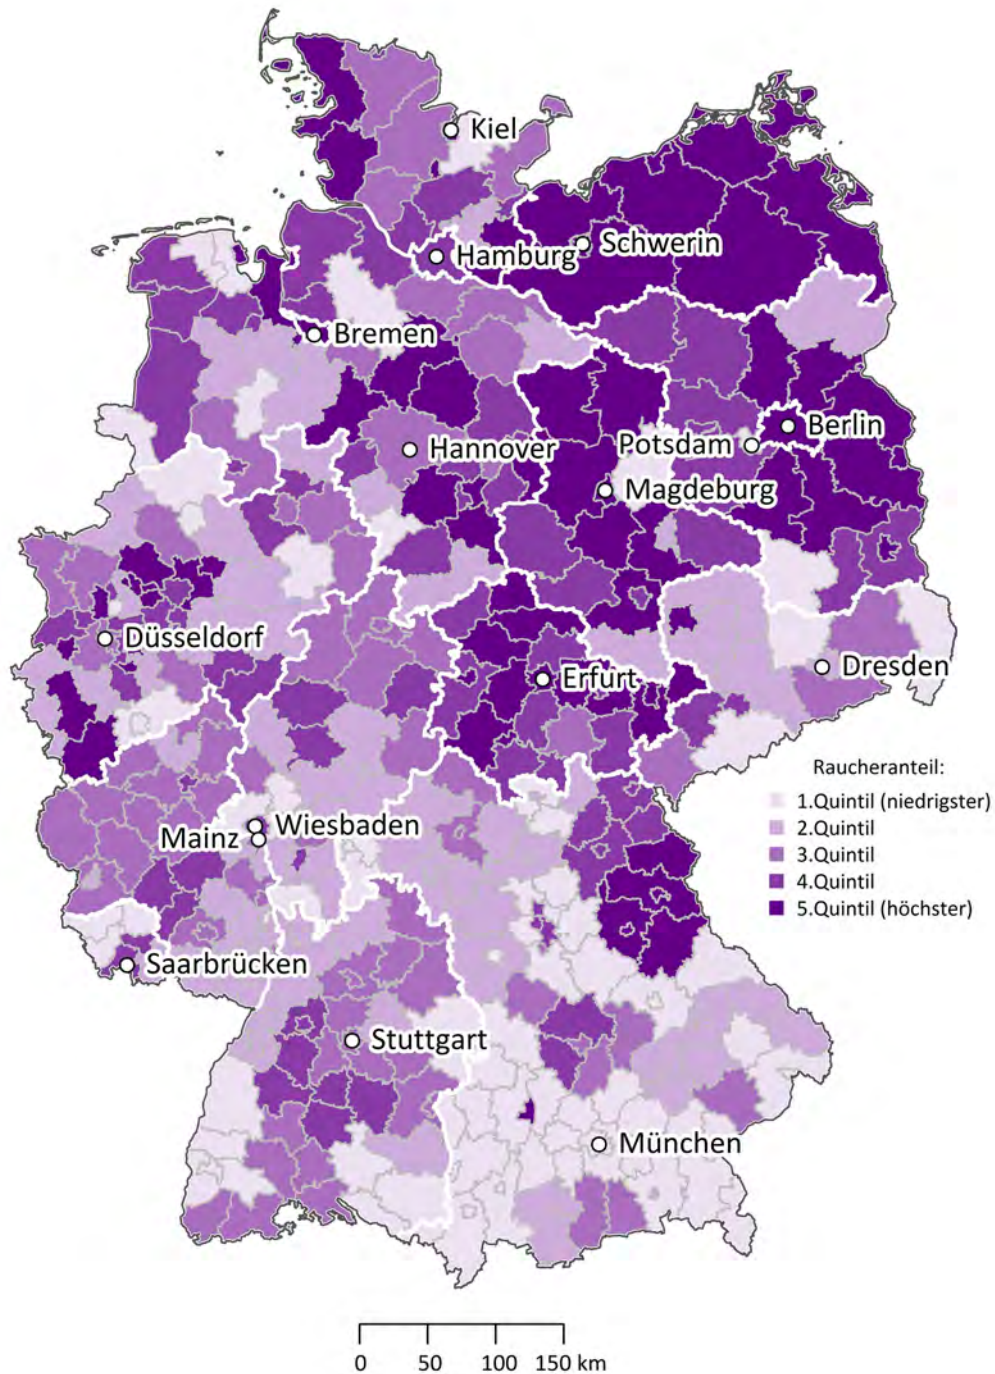 Kiel
Schwerin
Hamburg
Bremen
Berlin
Hannover
Potsdam
Magdeburg
Düsseldorf
Erfurt
Dresden
Raucheranteil:
1.Quintil (niedrigster)
2.Quintil
3.Quintil
4.Quintil
5.Quintil (höchster)
Wiesbaden
Mainz
Saarbrücken
Stuttgart
München
0 50 100 150 km